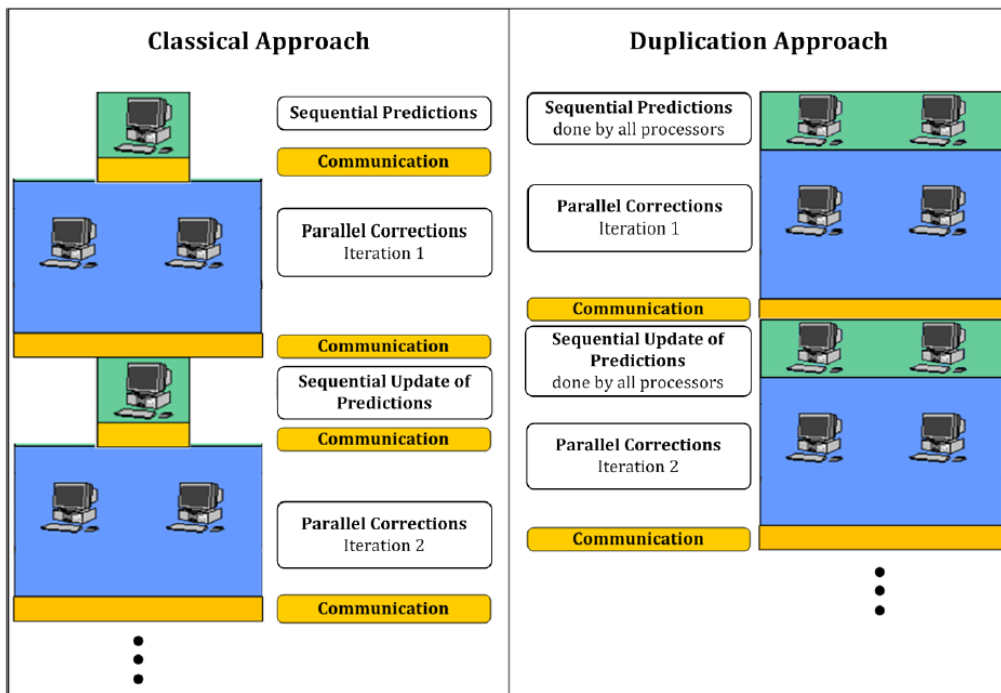 Classical Approach
Sequential Predictions
Communication
Parallel Corrections
Iteration 1
Communication
Sequential Update of
Predictions
Communication
Parallel Corrections
Iteration 2
Communication
Duplication Approach
Sequential Predictions
done by all processors
Parallel Corrections
Iteration 1
Communication
Sequential Update of
Predictions
done by all processors
Parallel Corrections
Iteration 2
Communication